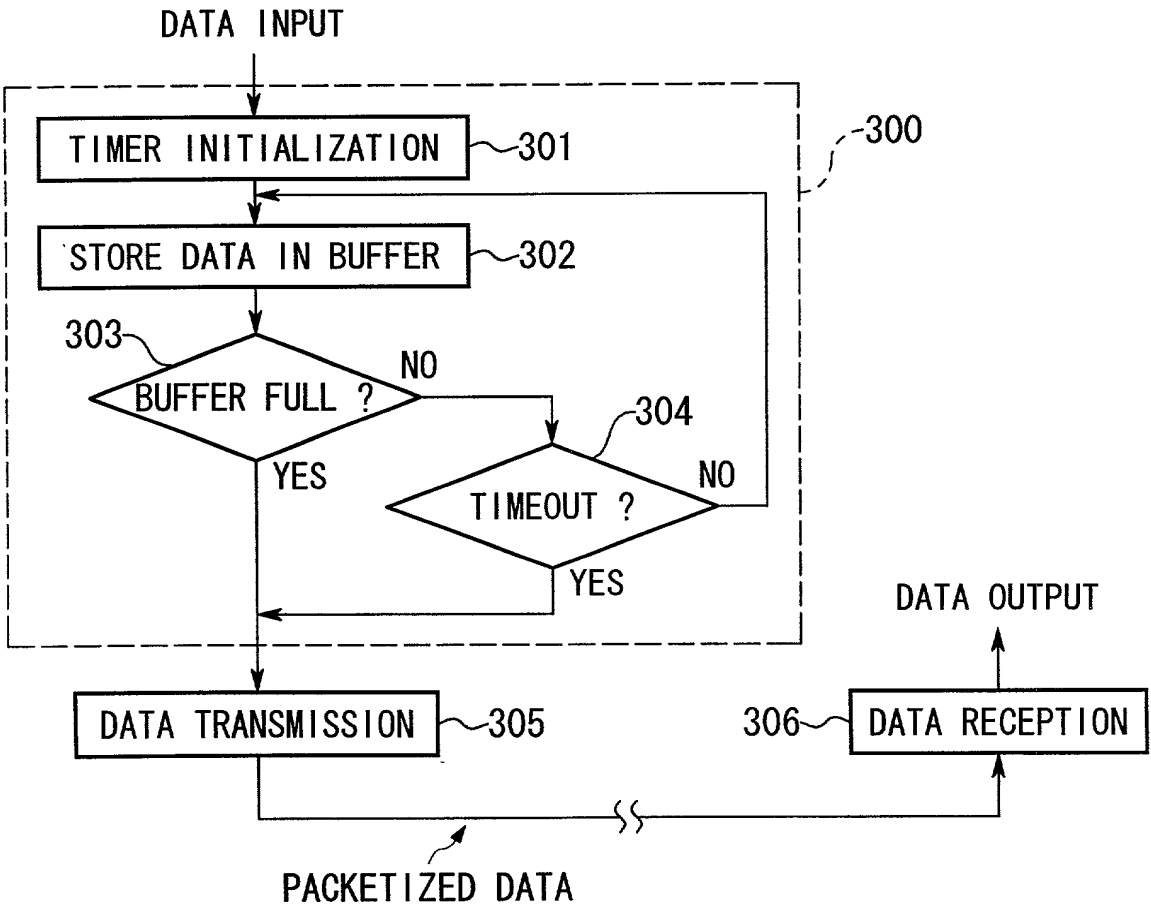 DATA INPUT
TIMER INITIALIZATION
301
300
STORE DATA IN BUFFER
302
303
BUFFER FULL ?
NO
YES
304
TIMEOUT ?
NO
YES
DATA OUTPUT
DATA TRANSMISSION
305
306
DATA RECEPTION
PACKETIZED DATA